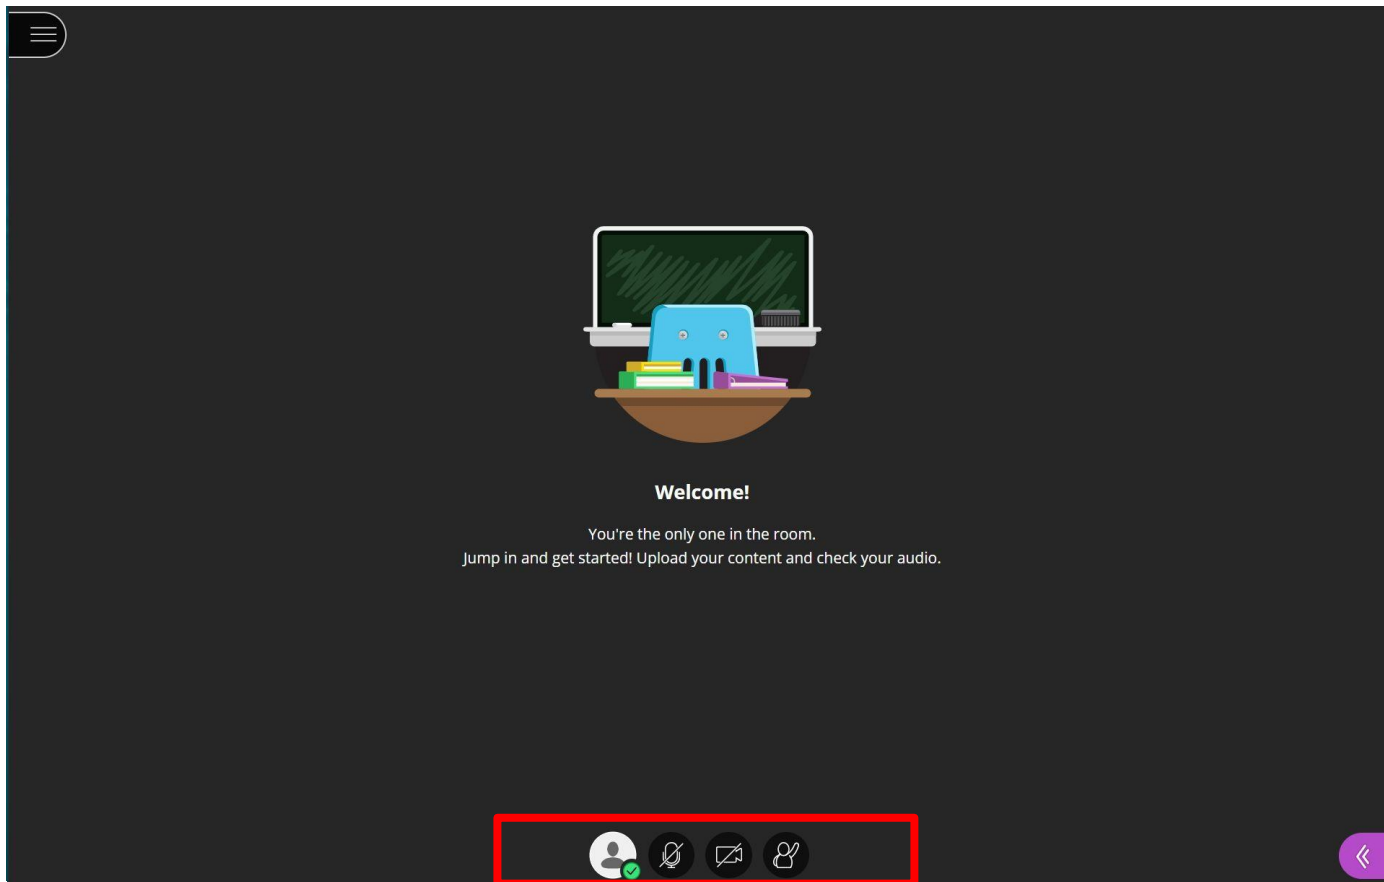 Welcome!
You're the only one in the room.
Jump in and get started! Upload your content and check your audio.